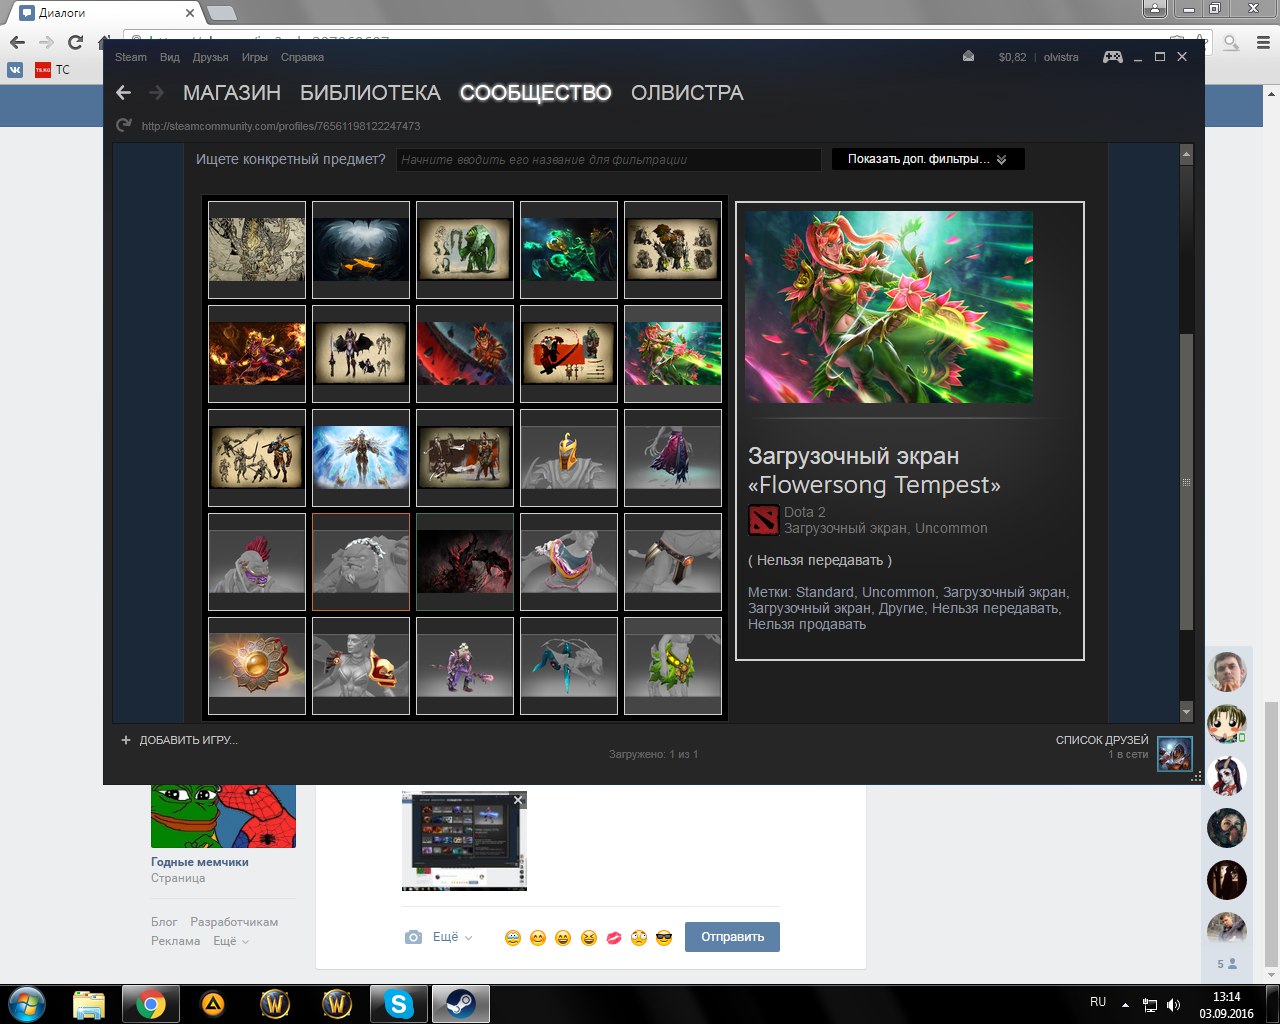 Диалоги
ТС
Steam Вид Друзья Игры Справка
$0,82 | olvistra
МАГАЗИН БИБЛИОТЕКА СООБЩЕСТВО ОЛВИСТРА
http://steamcommunity.com/profiles/76561198122247473
Ищете конкретный предмет?
Начните вводить его название для фильтрации
Показать доп. фильтры...
Загрузочный экран
«Flowersong Tempest»
Dota 2
Загрузочный экран, Uncommon
( Нельзя передавать )
Метки: Standard, Uncommon, Загрузочный экран,
Загрузочный экран, Другие, Нельзя передавать,
Нельзя продавать
+ ДОБАВИТЬ ИГРУ...
Загружено: 1 из 1
СПИСОК ДРУЗЕЙ
1 в сети
Годные мемчики
Страница
Блог Разработчикам
Реклама Ещё
Ещё
Отправить
5
RU
13:14
03.09.2016